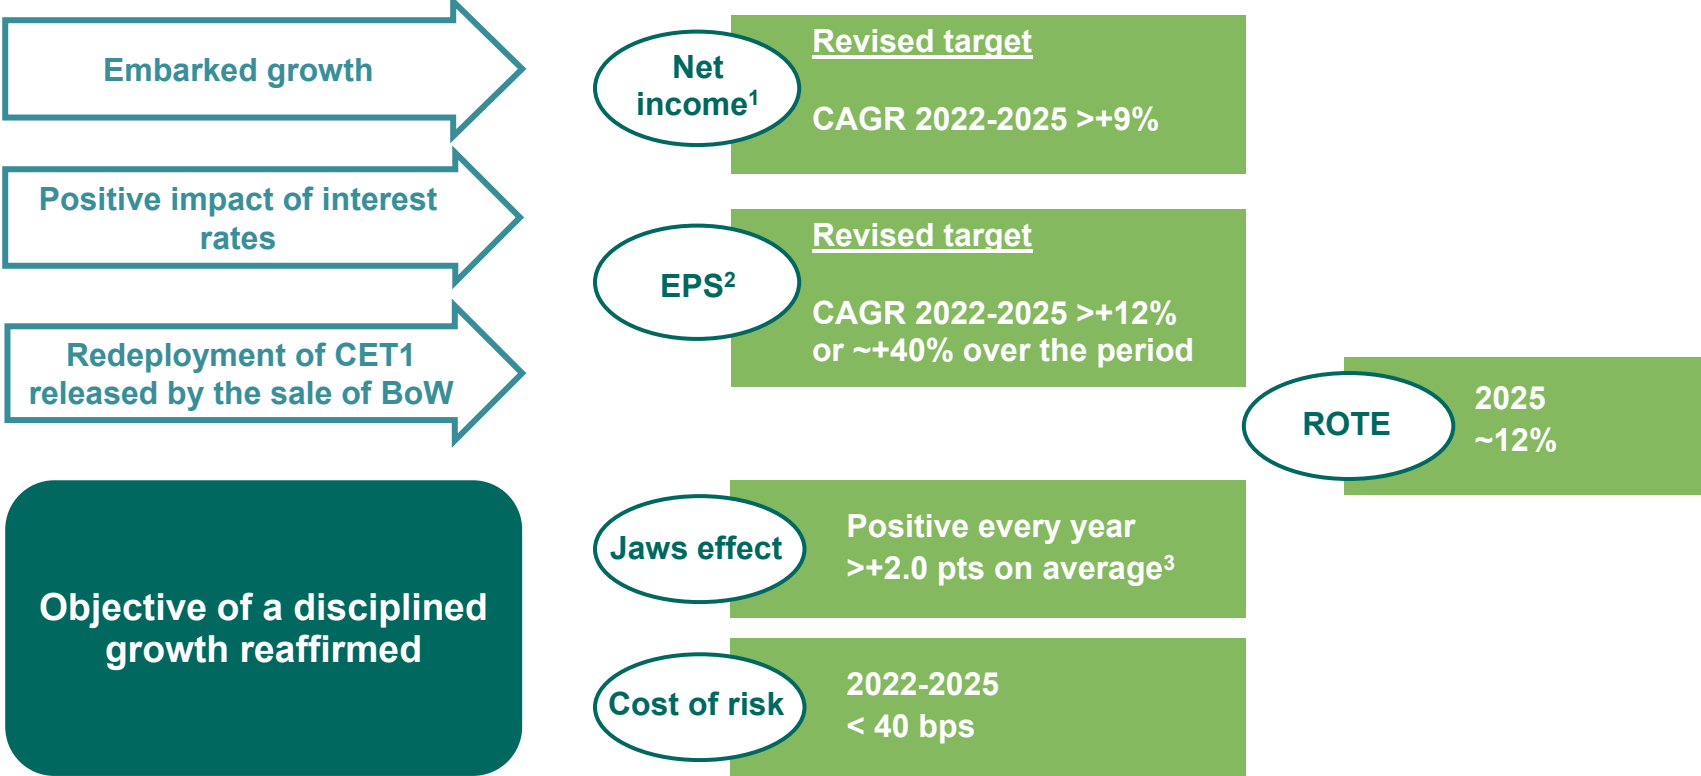 Embarked growth
Positive impact of interest
rates
Redeployment of CET1
released by the sale of BoW
Objective of a disciplined
growth reaffirmed
Net
income1
Revised target
CAGR 2022-2025 >+9%
EPS2
Revised target
CAGR 2022-2025 >+12%
or ~+40% over the period
Jaws effect
Positive every year
>+2.0 pts on average3
Cost of risk
2022-2025
< 40 bps
ROTE
2025
~12%